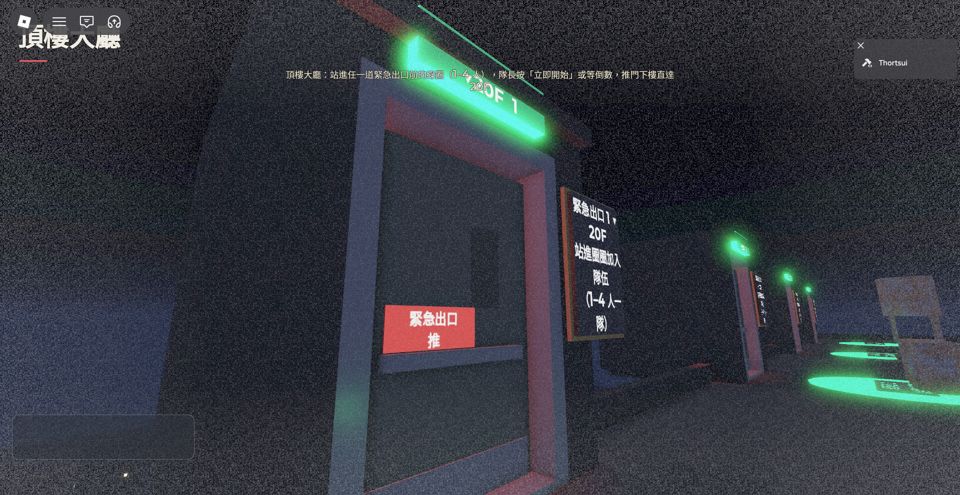 頂樓大廳
Thortsui
頂樓大廳：站進任一道緊急出口前的綠圈（1-4 人），隊長按「立即開始」或等倒數，推門下樓直達
20F
20F 1
緊急出口 1▼
20F
站進圈圈加入
隊伍
（1-4 人一
隊）
緊急出口
推